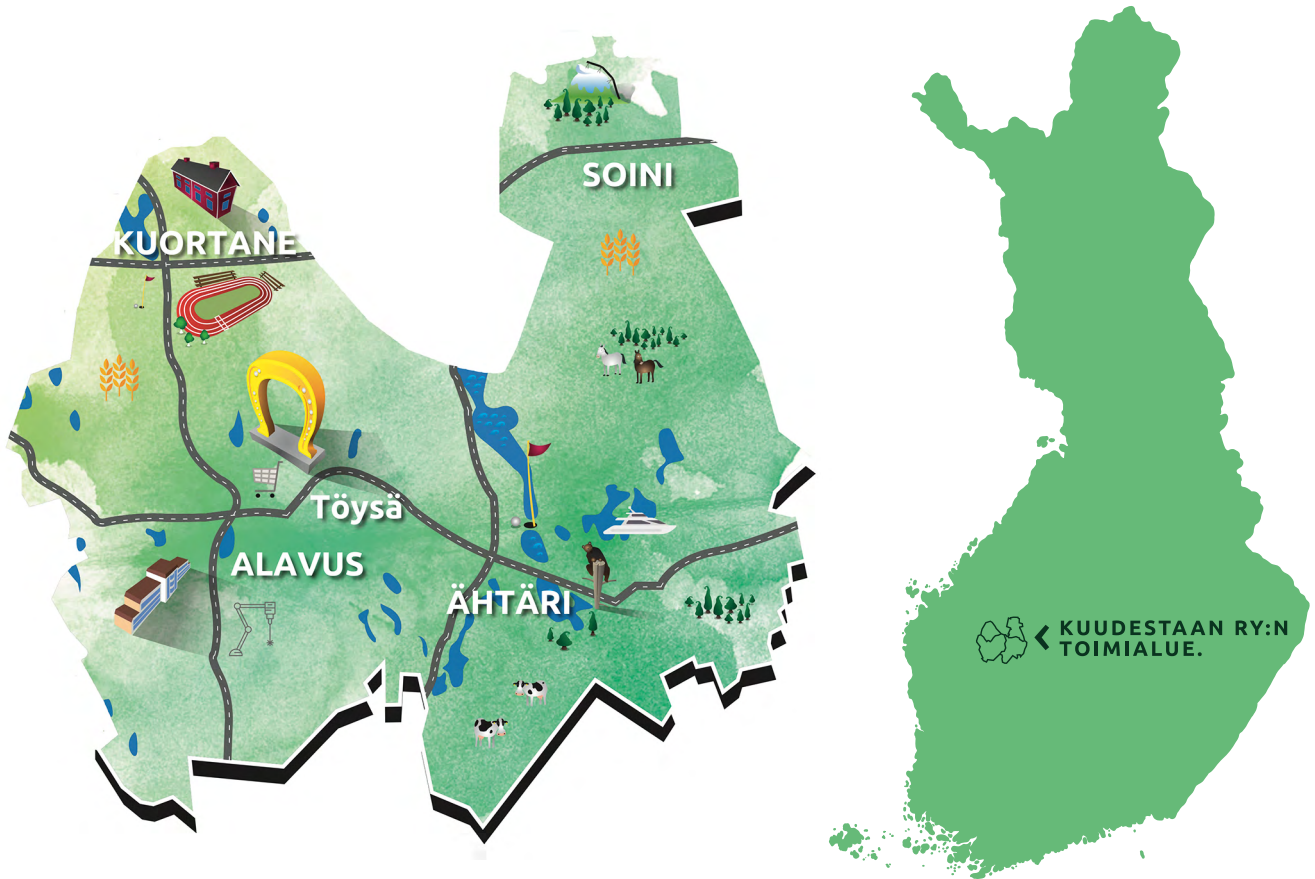 SOINI
KUORTANE
Töysä
ALAVUS
ÄHTÄRI
KUUDESTAAN RY:N
TOIMIALUE.